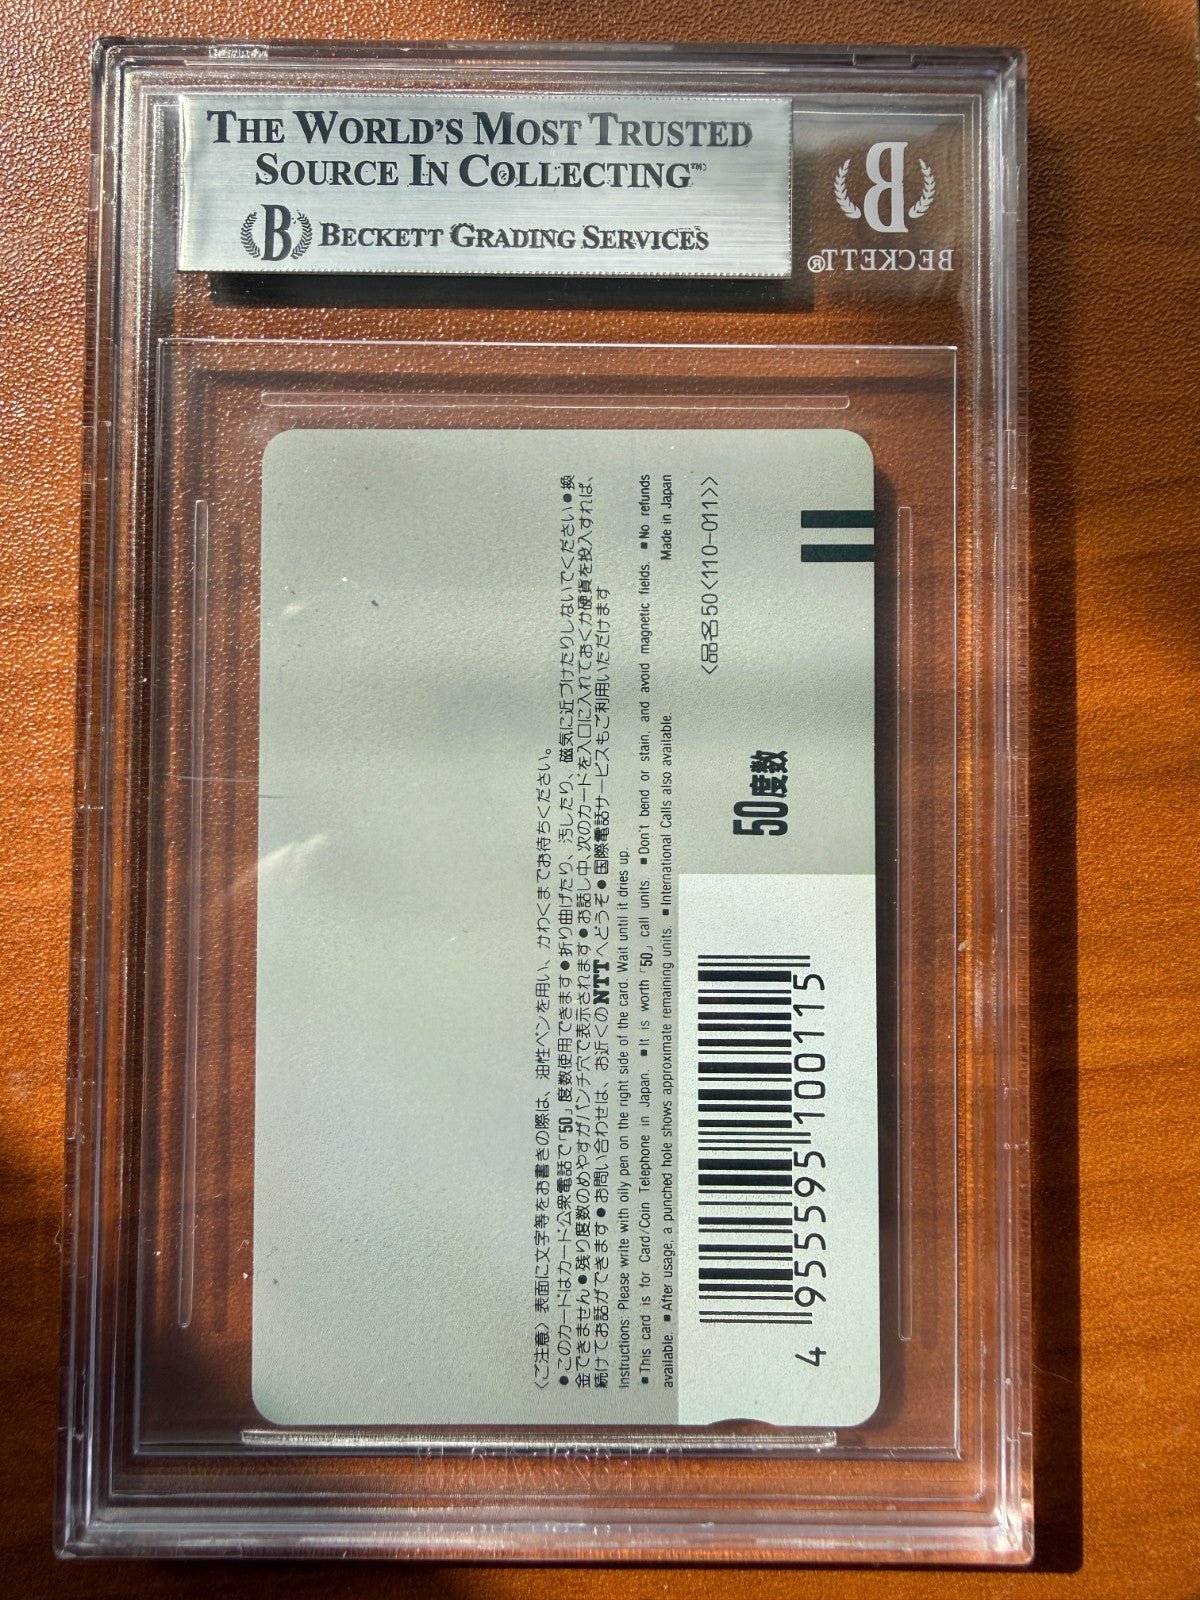 THE WORLD'S MOST TRUSTED
SOURCE IN COLLECTING™
B BECKETT GRADING SERVICES
B
BECKETT®
〈ご注意〉表面に文字等をお書きの際は、油性ペンを用い、かわくまでお待ちください。
●このカードはカード公衆電話で「50」度数使用できます●折り曲げたり、汚したり、磁気に近づけたりしないでください●換
金できません●残り度数のめやすがパンチ穴で表示されます●お話し中、次のカードを入口に入れておくか硬貨を投入すれば、
続けてお話ができます●お問い合わせは、お近くのNTTへどうぞ●国際電話サービスもご利用いただけます
Instructions: Please write with oily pen on the right side of the card. Wait until it dries up.
■This card is for Card/Coin Telephone in Japan. ■It is worth「50」call units. ■Don't bend or stain, and avoid magnetic fields. ■No refunds
available. ■After usage, a punched hole shows approximate remaining units. ■International Calls also available. Made in Japan
〈品名50〈110-011〉〉
50度数
4 955595 100115